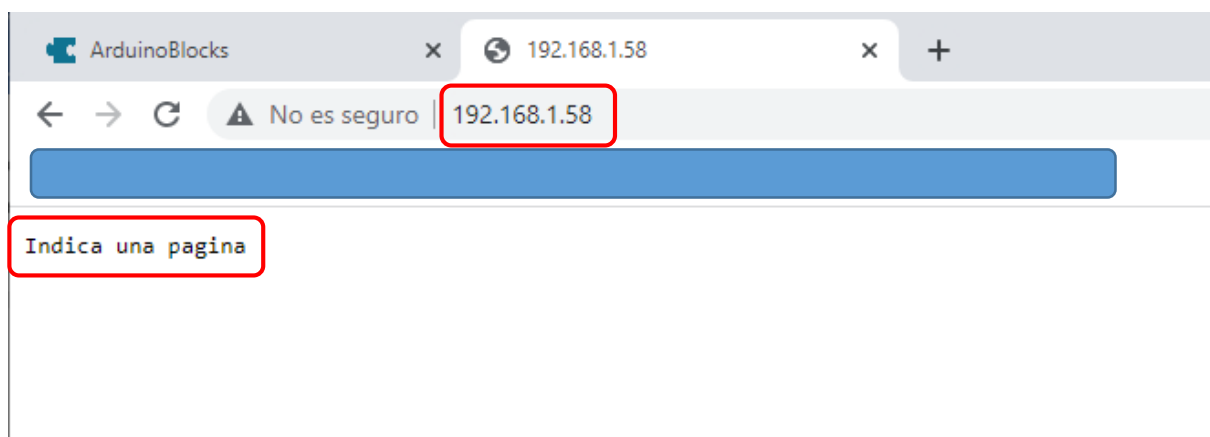 ArduinoBlocks 192.168.1.58
No es seguro 192.168.1.58
Indica una pagina